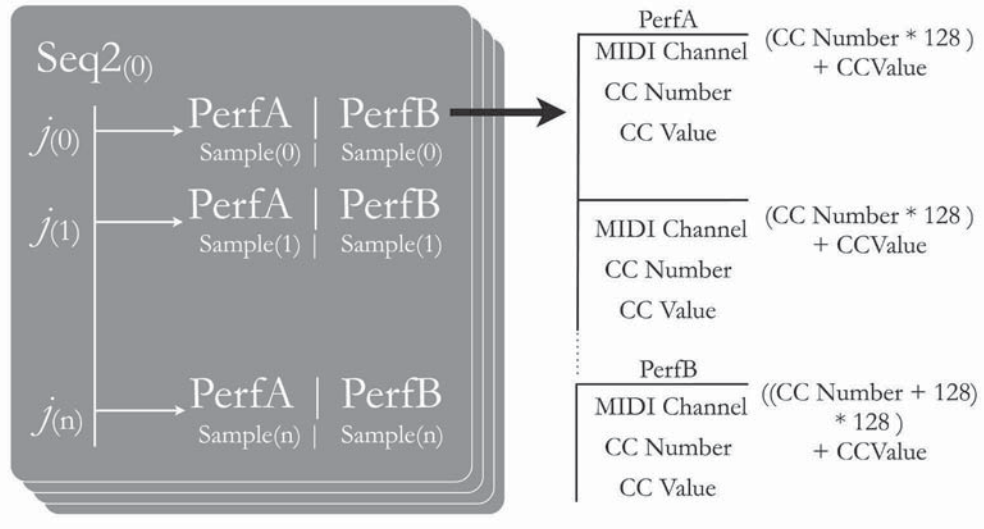 Seq2(0)
j(0)
PerfA | PerfB
Sample(0) | Sample(0)
j(1)
PerfA | PerfB
Sample(1) | Sample(1)
j(n)
PerfA | PerfB
Sample(n) | Sample(n)
PerfA
MIDI Channel
CC Number
CC Value
(CC Number * 128 )
+ CCValue
MIDI Channel
CC Number
CC Value
(CC Number * 128 )
+ CCValue
PerfB
MIDI Channel
CC Number
CC Value
((CC Number + 128)
* 128 )
+ CCValue